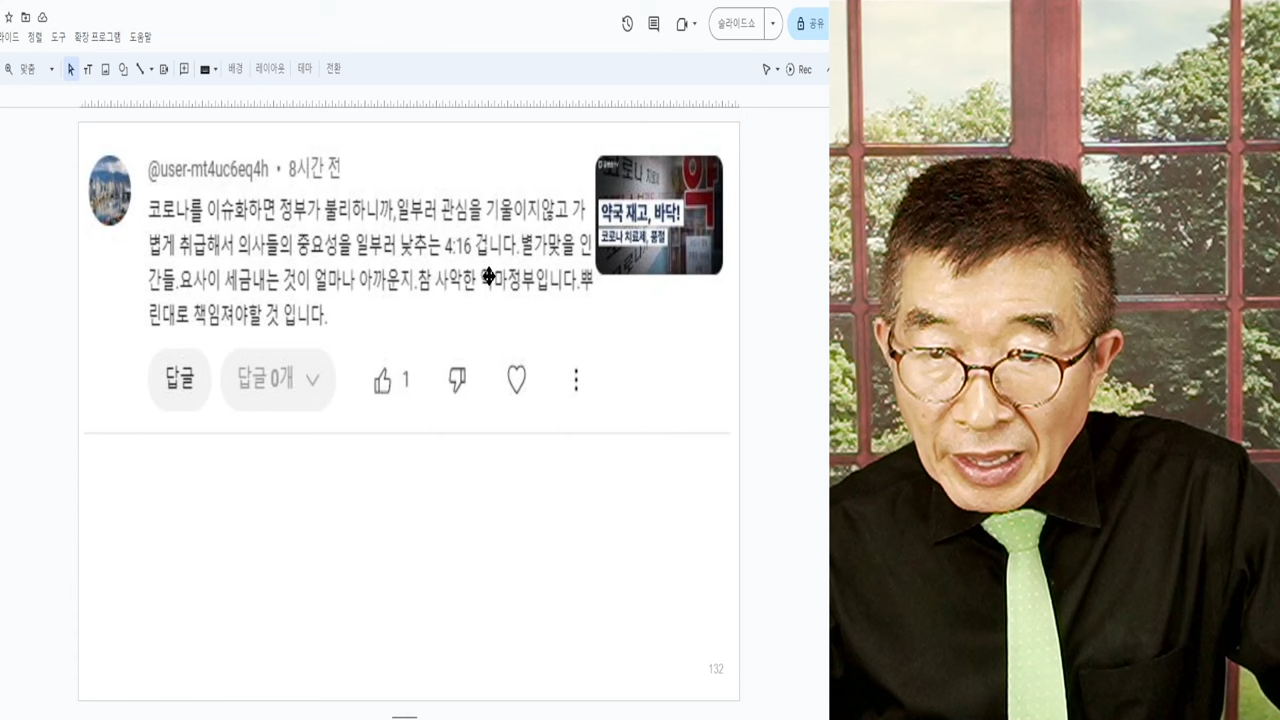 라이드 정렬 도구 확장 프로그램 도움말
슬라이드쇼
공유
맞춤
배경 레이아웃 테마 전환
Rec
@user-mt4uc6eq4h • 8시간 전
코로나를 이슈화하면 정부가 불리하니까,일부러 관심을 기울이지않고 가
볍게 취급해서 의사들의 중요성을 일부러 낮추는 4:16 겁니다.별가맞을 인
간들.요사이 세금내는 것이 얼마나 아까운지.참 사악한 악마정부입니다.뿌
린대로 책임져야할 것 입니다.
코로나 치료제
약
약국 재고, 바닥!
코로나 치료제, 품절
답글
답글 0개
1
132